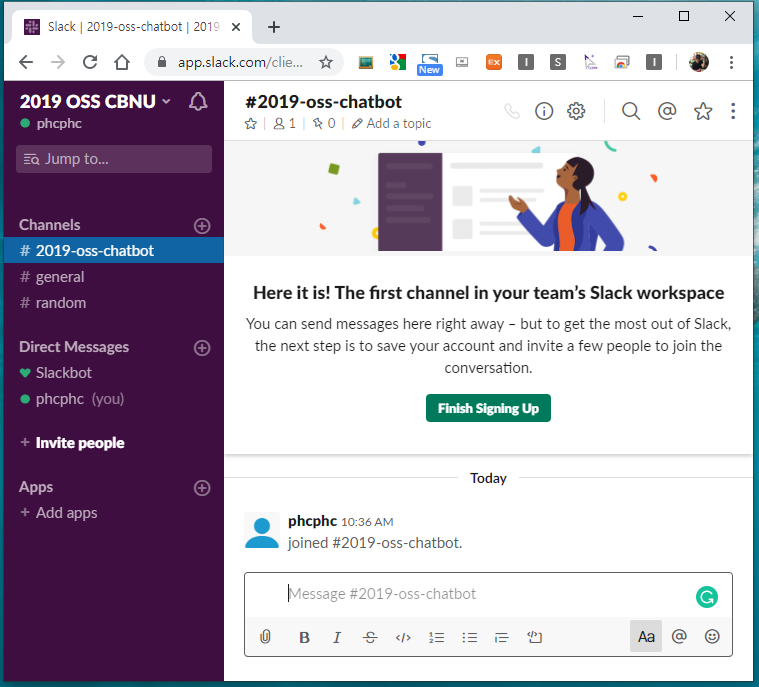 Slack | 2019-oss-chatbot | 2019
app.slack.com/clie...
New
EX
I
S
I
2019 OSS CBNU
phcphc
Jump to...
Channels
# 2019-oss-chatbot
# general
# random
Direct Messages
Slackbot
phcphc (you)
+ Invite people
Apps
+ Add apps
#2019-oss-chatbot
1 | 0 | Add a topic
Here it is! The first channel in your team’s Slack workspace
You can send messages here right away – but to get the most out of Slack,
the next step is to save your account and invite a few people to join the
conversation.
Finish Signing Up
Today
phcphc 10:36 AM
joined #2019-oss-chatbot.
Message #2019-oss-chatbot
B I S </> Aa @